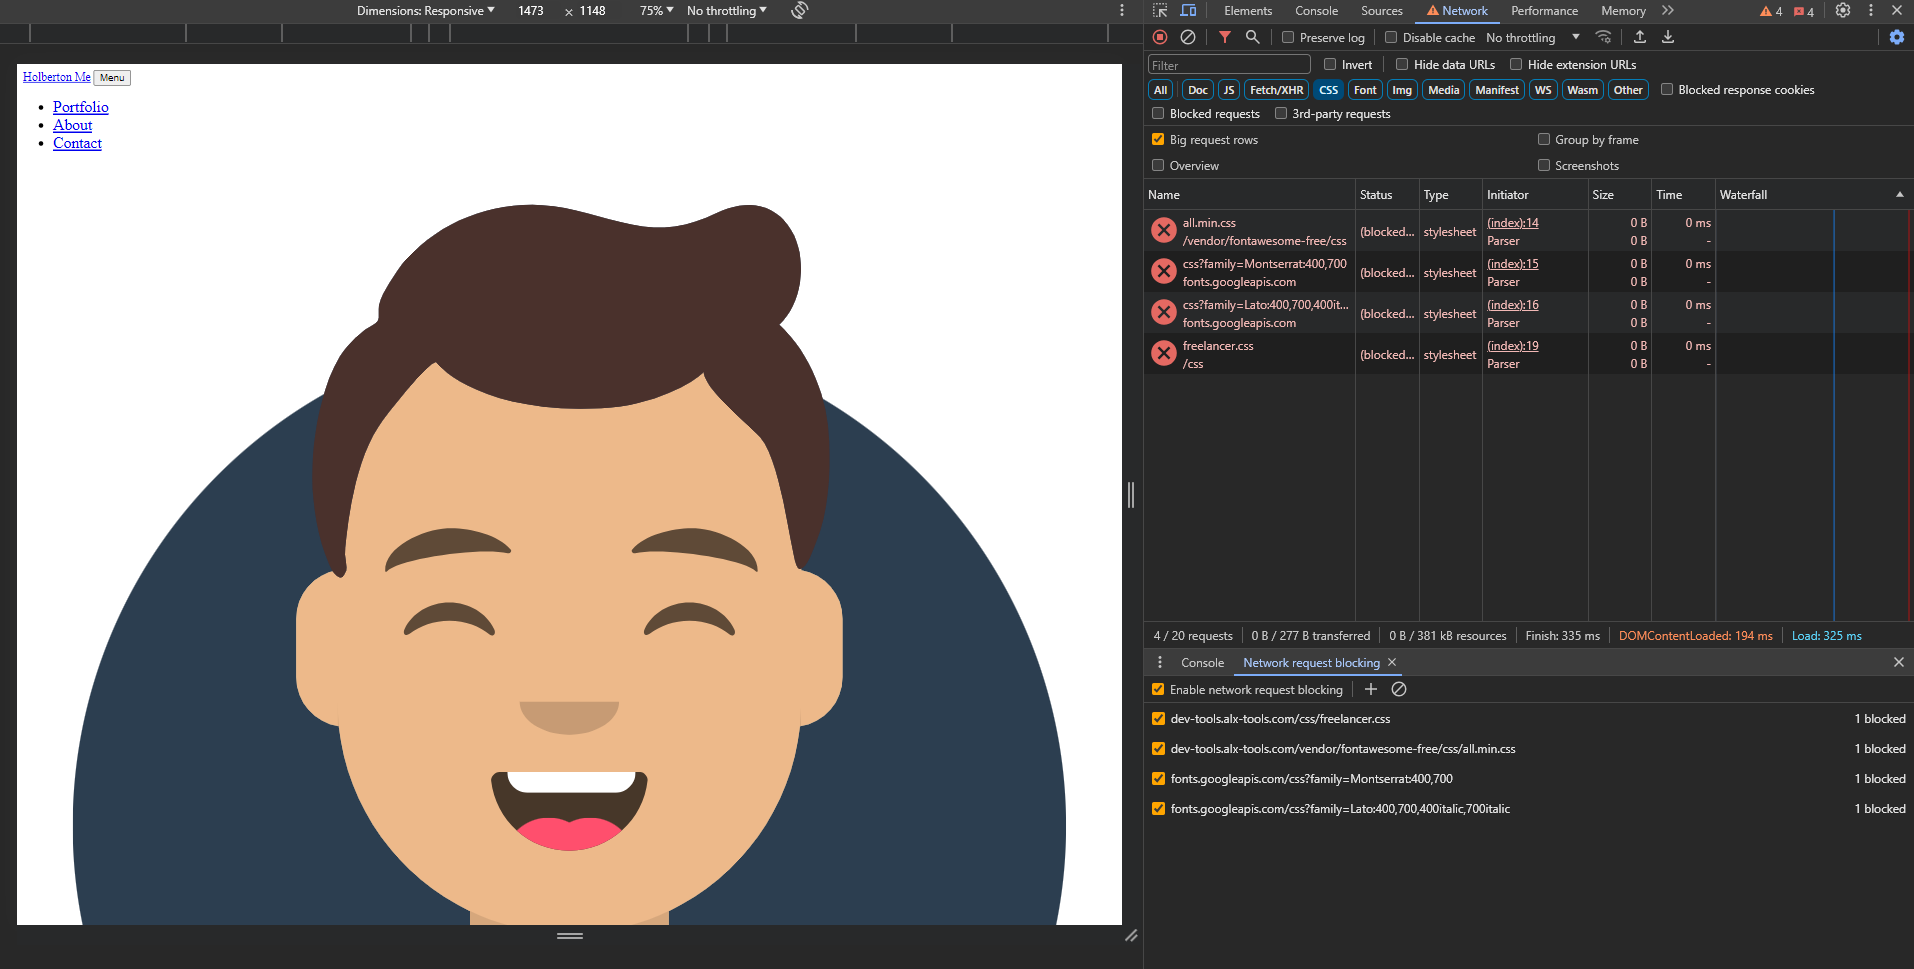 Dimensions: Responsive 1473 × 1148 75% No throttling
Holberton Me Menu
Portfolio
About
Contact
Elements Console Sources Network Performance Memory 4 4
Preserve log Disable cache No throttling
Filter Invert Hide data URLs Hide extension URLs
All Doc JS Fetch/XHR CSS Font Img Media Manifest WS Wasm Other Blocked response cookies
Blocked requests 3rd-party requests
Big request rows Group by frame
Overview Screenshots
Name Status Type Initiator Size Time Waterfall
all.min.css (index):14 0 B 0 ms
(blocked... stylesheet
/vendor/fontawesome-free/css Parser 0 B -
css?family=Montserrat:400,700 (index):15 0 B 0 ms
(blocked... stylesheet
fonts.googleapis.com Parser 0 B -
css?family=Lato:400,700,400it... (index):16 0 B 0 ms
(blocked... stylesheet
fonts.googleapis.com Parser 0 B -
freelancer.css (index):19 0 B 0 ms
(blocked... stylesheet
/css Parser 0 B -
4 / 20 requests 0 B / 277 B transferred 0 B / 381 kB resources Finish: 335 ms DOMContentLoaded: 194 ms Load: 325 ms
Console Network request blocking
Enable network request blocking
dev-tools.alx-tools.com/css/freelancer.css 1 blocked
dev-tools.alx-tools.com/vendor/fontawesome-free/css/all.min.css 1 blocked
fonts.googleapis.com/css?family=Montserrat:400,700 1 blocked
fonts.googleapis.com/css?family=Lato:400,700,400italic,700italic 1 blocked